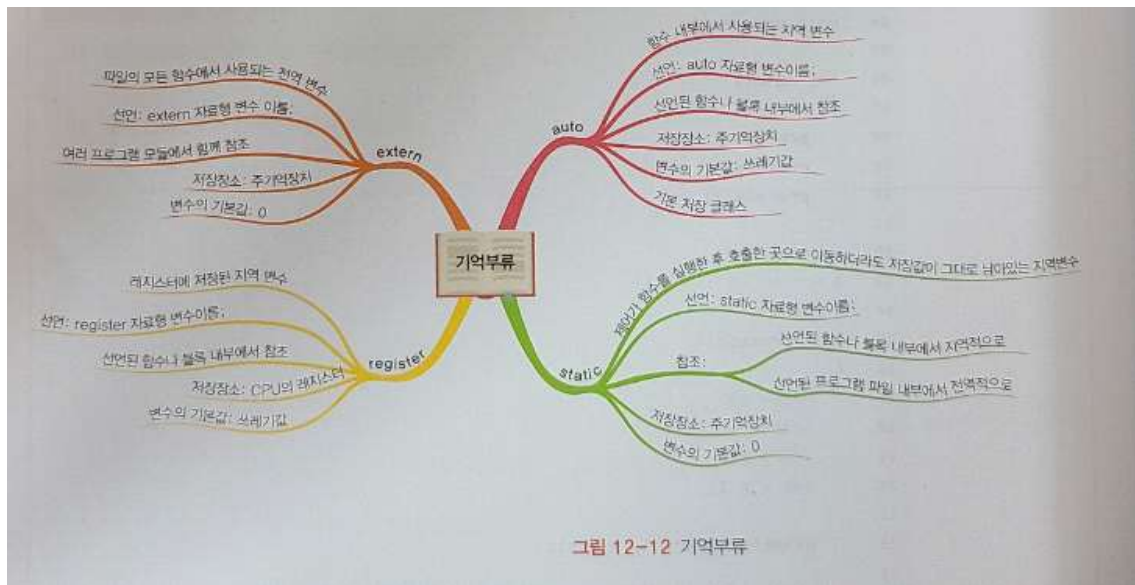 기억부류
extern
파일의 모든 함수에서 사용되는 전역 변수
선언: extern 자료형 변수 이름;
여러 프로그램 모듈에서 함께 참조
저장장소: 주기억장치
변수의 기본값: 0
auto
함수 내부에서 사용되는 지역 변수
선언: auto 자료형 변수이름;
선언된 함수나 블록 내부에서 참조
저장장소: 주기억장치
변수의 기본값: 쓰레기값
기본 저장 클래스
register
레지스터에 저장된 지역 변수
선언: register 자료형 변수이름;
선언된 함수나 블록 내부에서 참조
저장장소: CPU의 레지스터
변수의 기본값: 쓰레기값
static
제어가 함수를 실행한 후 호출한 곳으로 이동하더라도 저장값이 그대로 남아있는 지역변수
선언: static 자료형 변수이름;
참조:
선언된 함수나 블록 내부에서 지역적으로
선언된 프로그램 파일 내부에서 전역적으로
저장장소: 주기억장치
변수의 기본값: 0
그림 12-12 기억부류